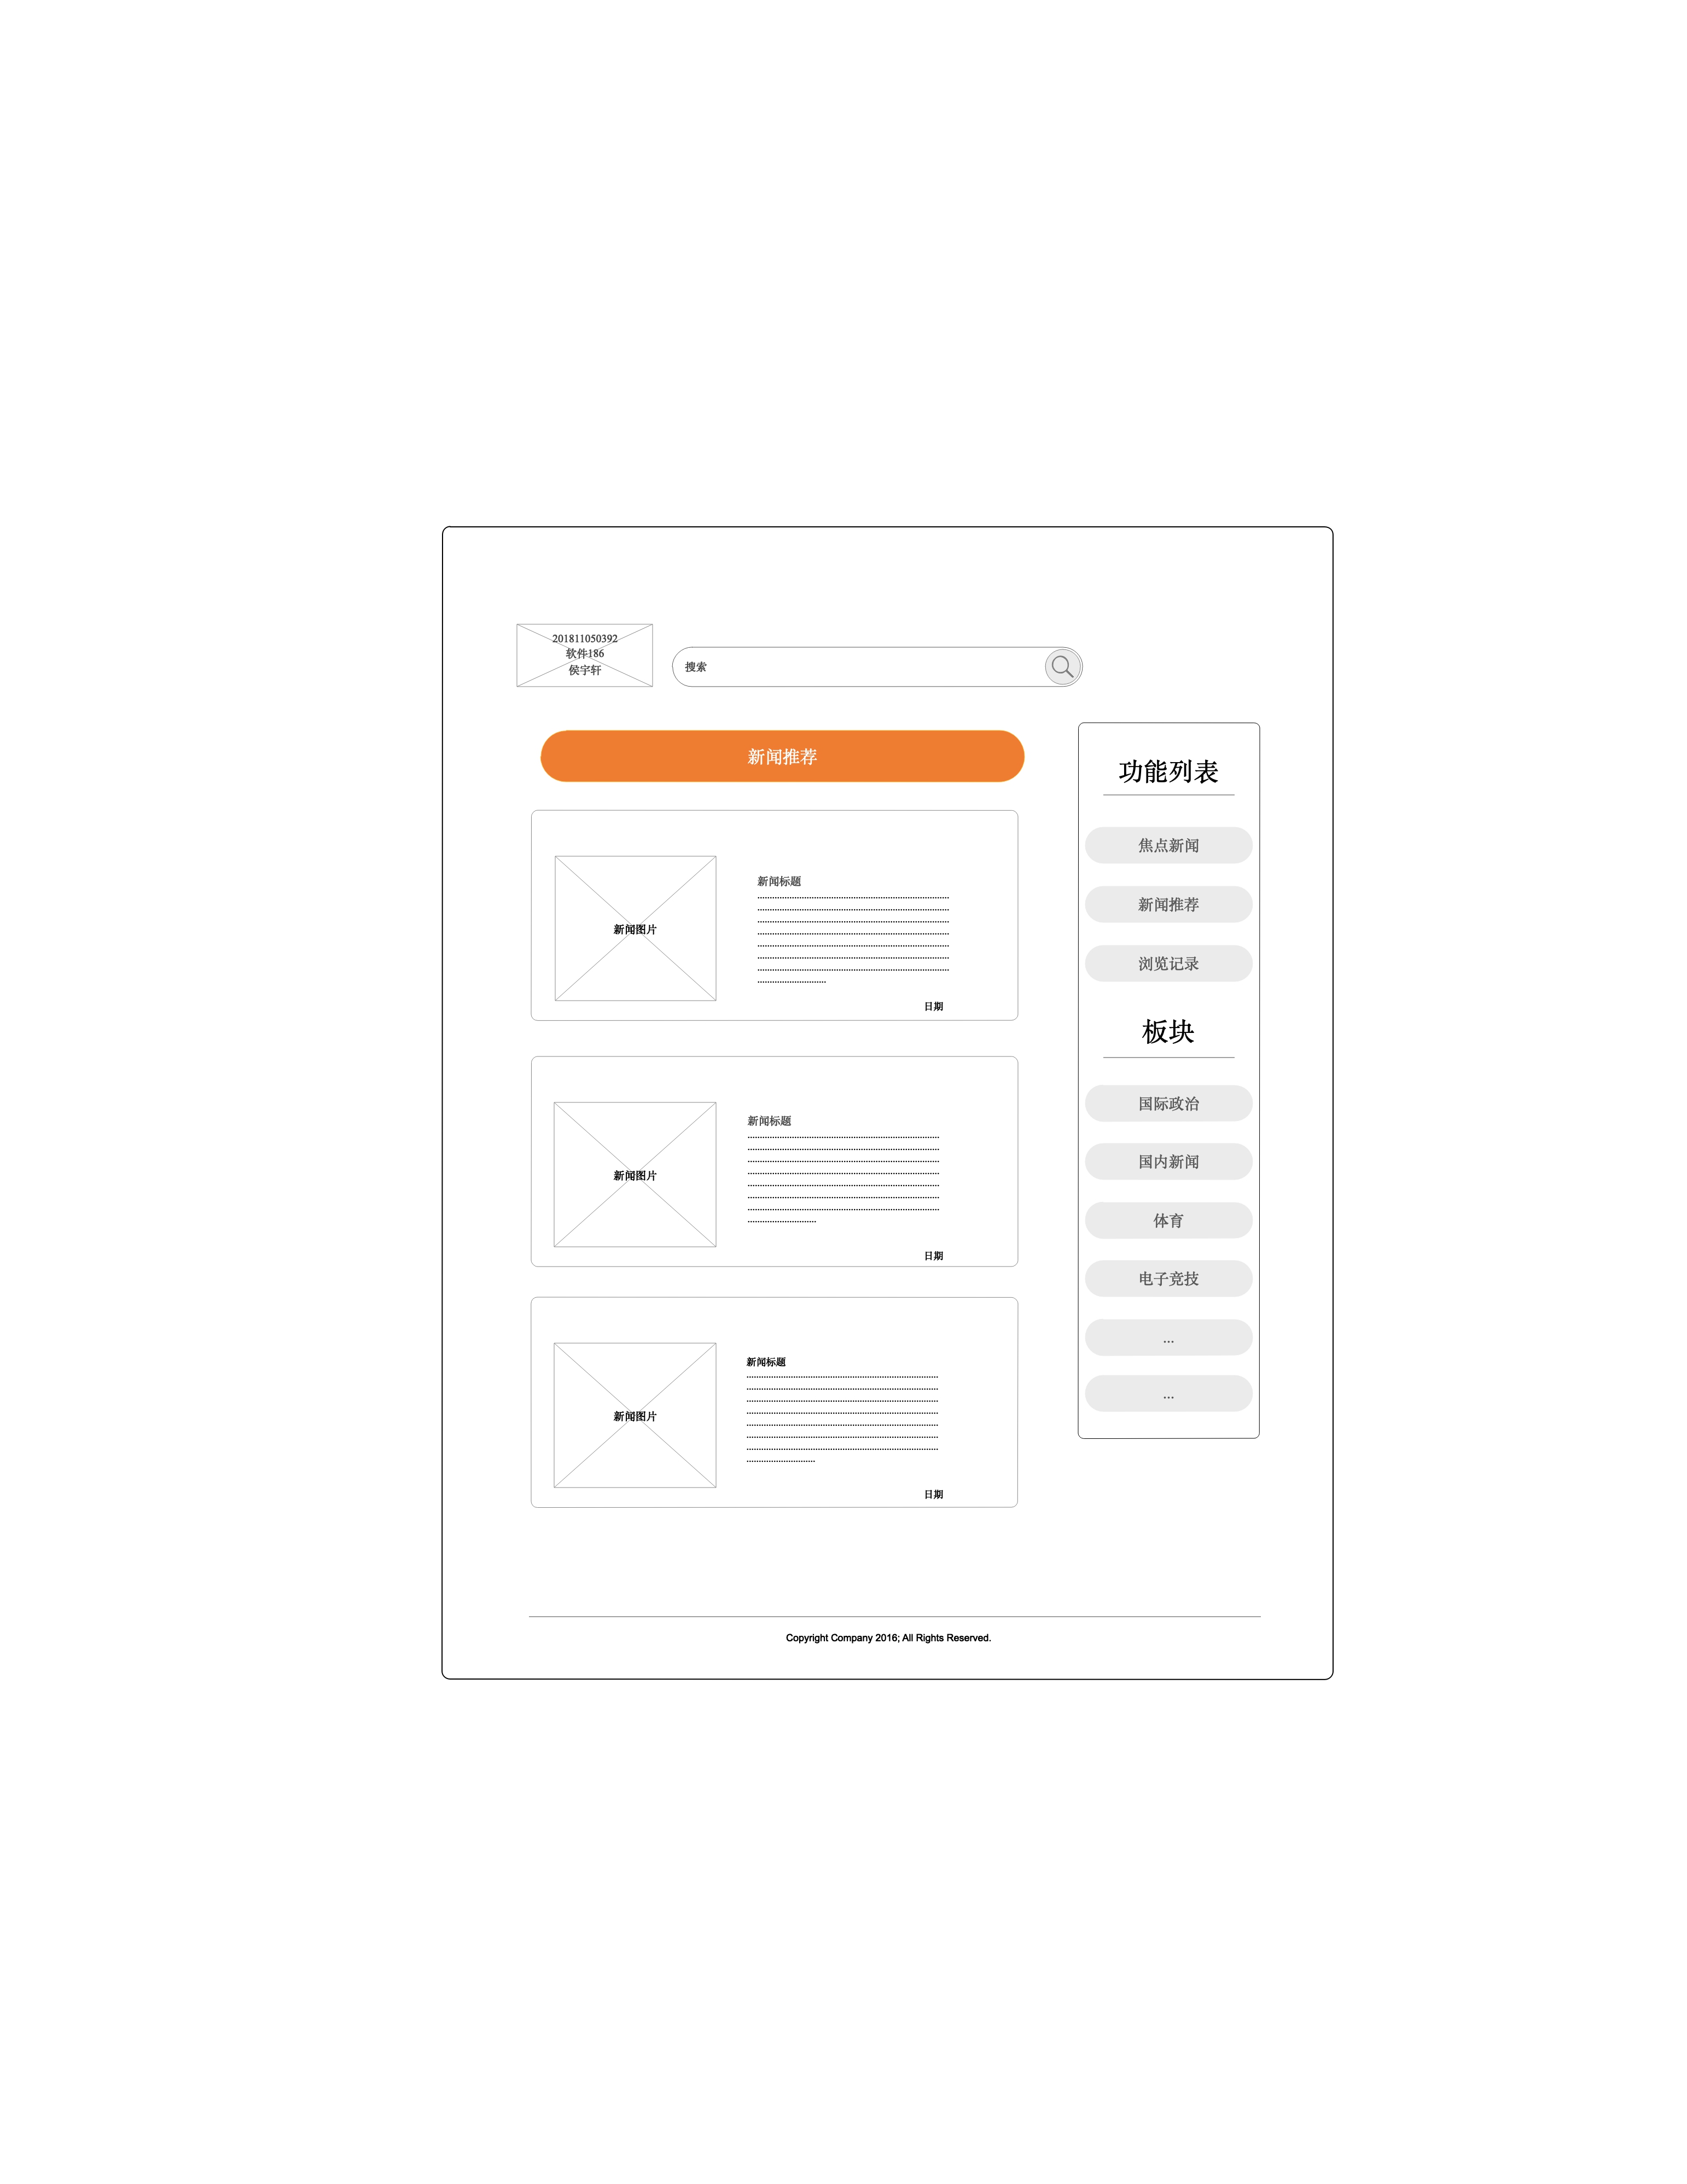 201811050392
软件186
侯宇轩
搜索
新闻推荐
新闻图片
新闻标题
日期
新闻图片
新闻标题
日期
新闻图片
新闻标题
日期
功能列表
焦点新闻
新闻推荐
浏览记录
板块
国际政治
国内新闻
体育
电子竞技
...
...
Copyright Company 2016; All Rights Reserved.